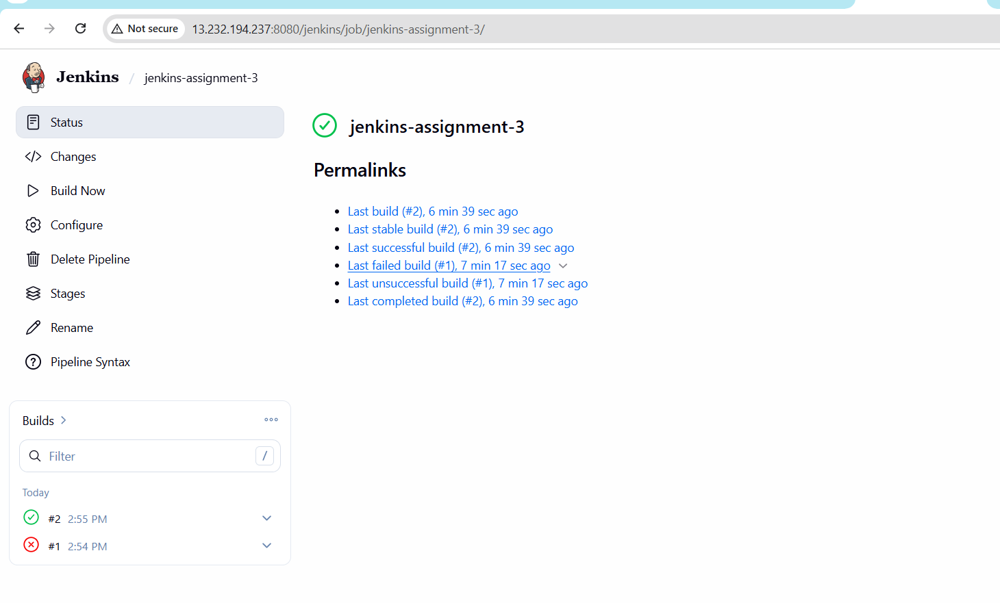 Not secure 13.232.194.237:8080/jenkins/job/jenkins-assignment-3/
Jenkins / jenkins-assignment-3
Status
Changes
Build Now
Configure
Delete Pipeline
Stages
Rename
Pipeline Syntax
Builds
Filter /
Today
#2 2:55 PM
#1 2:54 PM
jenkins-assignment-3
Permalinks
Last build (#2), 6 min 39 sec ago
Last stable build (#2), 6 min 39 sec ago
Last successful build (#2), 6 min 39 sec ago
Last failed build (#1), 7 min 17 sec ago
Last unsuccessful build (#1), 7 min 17 sec ago
Last completed build (#2), 6 min 39 sec ago